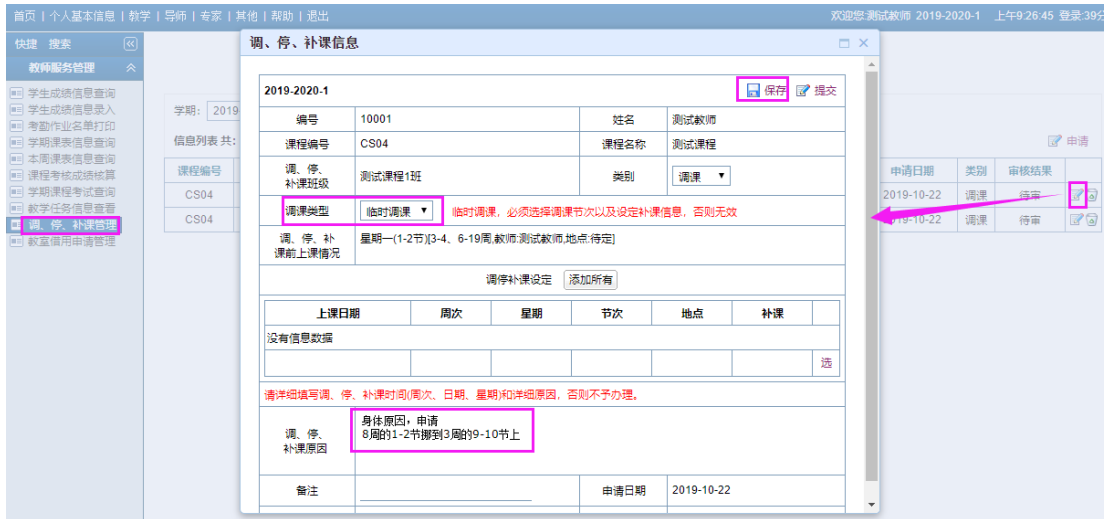 首页 | 个人基本信息 | 教学 | 导师 | 专家 | 其他 | 帮助 | 退出
欢迎您:测试教师 2019-2020-1 上午9:26:45 登录:39分
快捷 搜索
教师服务管理
学生成绩信息查询
学生成绩信息录入
考勤作业名单打印
学期课表信息查询
本周课表信息查询
课程考核成绩核算
学期课程考试查询
教学任务信息查看
调、停、补课管理
教室借用申请管理
学期: 2019
信息列表 共:
申请
课程编号
申请日期 类别 审核结果
CS04
2019-10-22 调课 待审
CS04
2019-10-22 调课 待审
调、停、补课信息
2019-2020-1
保存 提交
编号 10001 姓名 测试教师
课程编号 CS04 课程名称 测试课程
调、停、
补课班级
测试课程1班 类别 调课
调课类型 临时调课 临时调课，必须选择调课节次以及设定补课信息，否则无效
调、停、补
课前上课情况
星期一(1-2节)[3-4、6-19周,教师:测试教师,地点:待定]
调停补课设定 添加所有
上课日期 周次 星期 节次 地点 补课
没有信息数据
选
请详细填写调、停、补课时间(周次、日期、星期)和详细原因，否则不予办理。
调、停、
补课原因
身体原因，申请
8周的1-2节挪到3周的9-10节上
备注 申请日期 2019-10-22